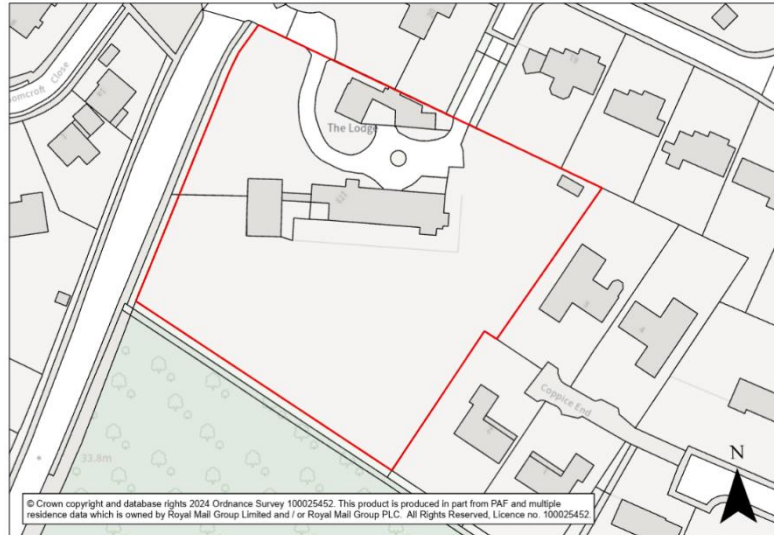 Close
The Lodge
Coppice End
33.8m
N
© Crown copyright and database rights 2024 Ordnance Survey 100025452. This product is produced in part from PAF and multiple
residence data which is owned by Royal Mail Group Limited and / or Royal Mail Group PLC. All Rights Reserved, Licence no. 100025452